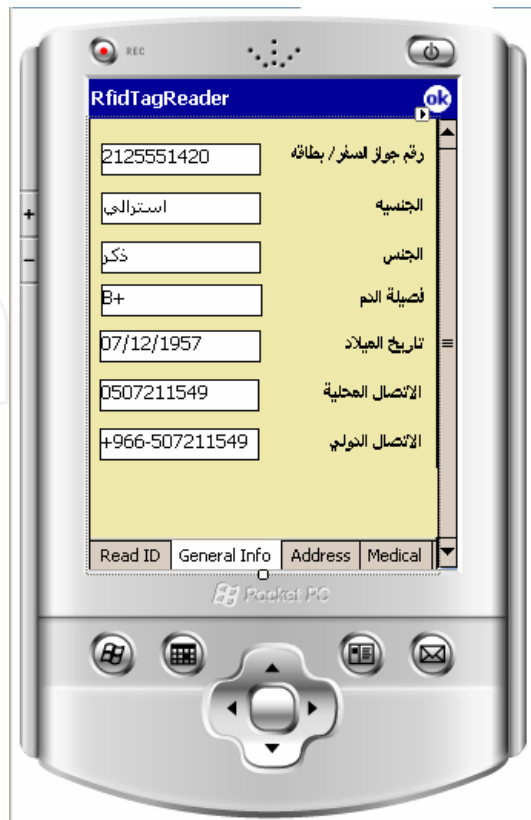 REC
RfidTagReader ok
رقم جواز السفر / بطاقه 2125551420
الجنسيه استرالي
الجنس ذكر
فصيلة الدم B+
تاريخ الميلاد 07/12/1957
الاتصال المحلية 0507211549
الاتصال الدولي +966-507211549
Read ID General Info Address Medical
Pocket PC